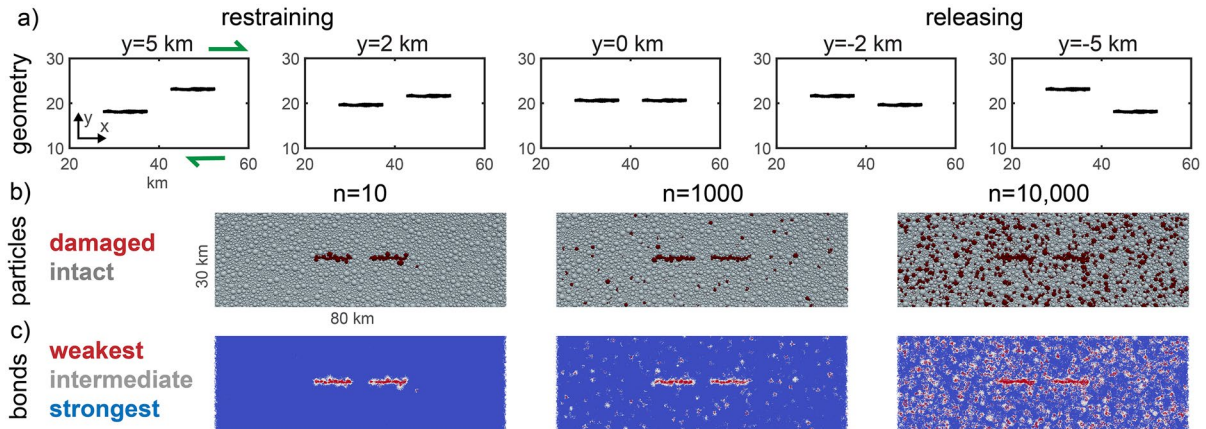 a)
restraining
releasing
y=5 km
y=2 km
y=0 km
y=-2 km
y=-5 km
geometry
30
20
10
y
x
20
40
60
km
30
20
10
20
40
60
30
20
10
20
40
60
30
20
10
20
40
60
30
20
10
20
40
60
b)
n=10
n=1000
n=10,000
particles
damaged
intact
30 km
80 km
c)
bonds
weakest
intermediate
strongest